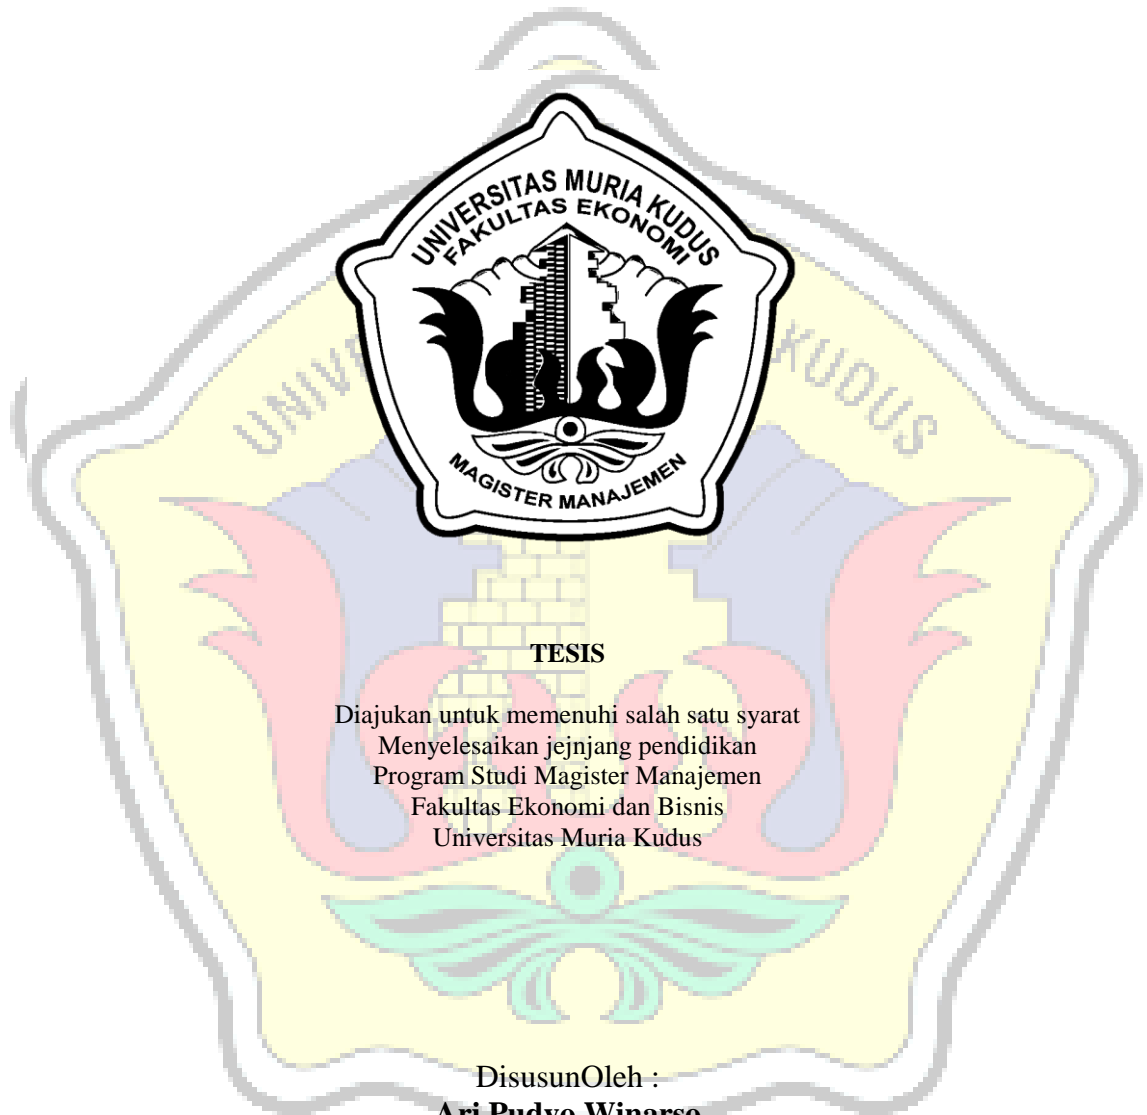 UNIVERSITAS MURIA KUDUS
FAKULTAS EKONOMI
MAGISTER MANAJEMEN
KUDUS
TESIS
Diajukan untuk memenuhi salah satu syarat
Menyelesaikan jejnjang pendidikan
Program Studi Magister Manajemen
Fakultas Ekonomi dan Bisnis
Universitas Muria Kudus
DisusunOleh :
Ari Pudyo Winarso